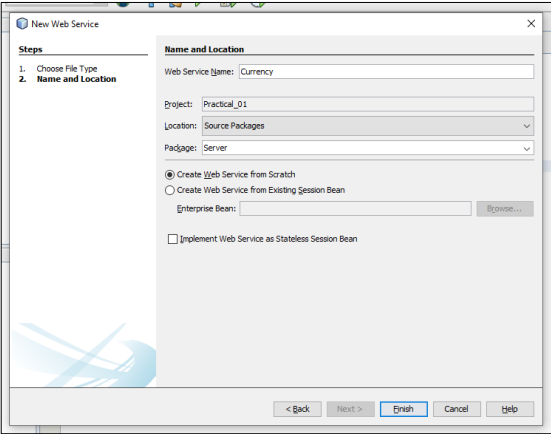 New Web Service
Steps
1. Choose File Type
2. Name and Location
Name and Location
Web Service Name: Currency
Project: Practical_01
Location: Source Packages
Package: Server
Create Web Service from Scratch
Create Web Service from Existing Session Bean
Enterprise Bean: Browse...
Implement Web Service as Stateless Session Bean
< Back Next > Finish Cancel Help